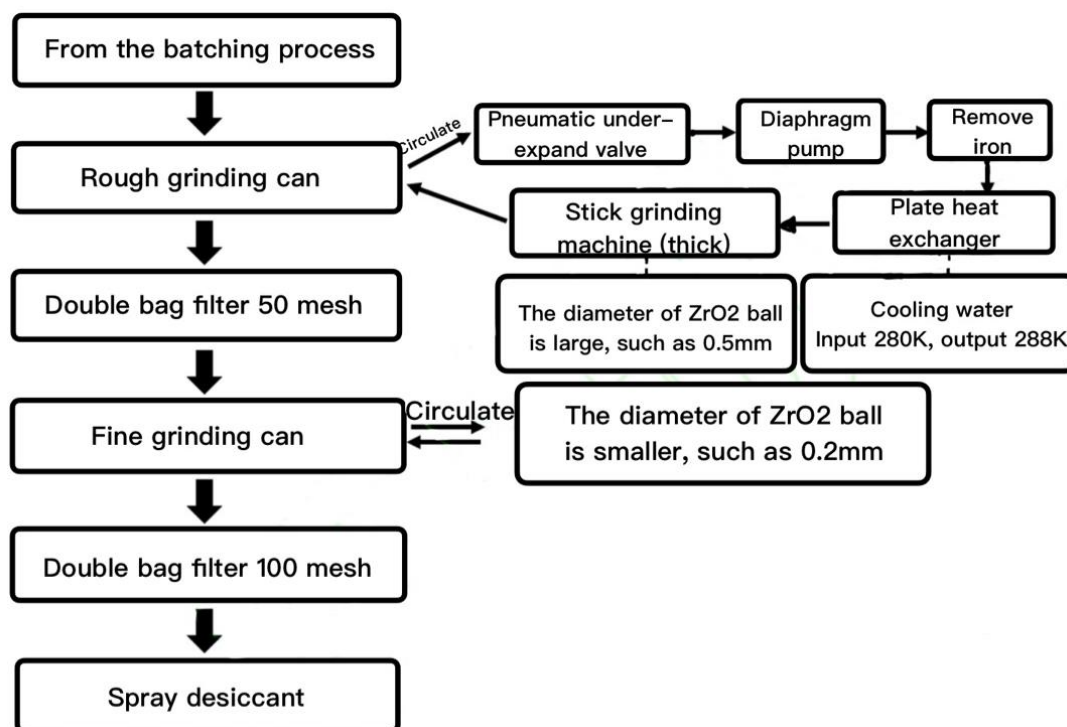 From the batching process
Rough grinding can
Circulate
Pneumatic under-
expand valve
Diaphragm
pump
Remove
iron
Plate heat
exchanger
Stick grinding
machine (thick)
The diameter of ZrO2 ball
is large, such as 0.5mm
Cooling water
Input 280K, output 288K
Double bag filter 50 mesh
Fine grinding can
Circulate
The diameter of ZrO2 ball
is smaller, such as 0.2mm
Double bag filter 100 mesh
Spray desiccant